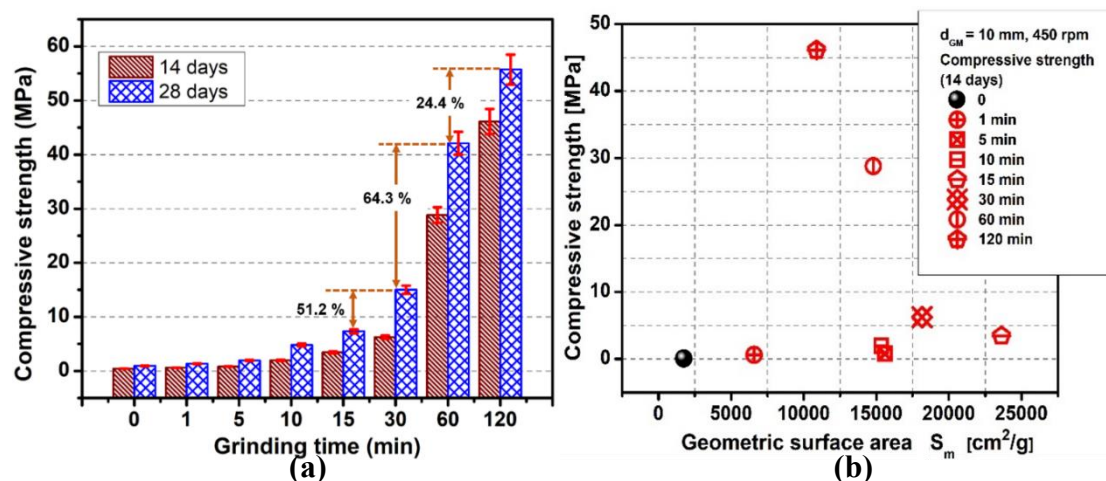 60
50
40
30
20
10
0
Compressive strength (MPa)
14 days
28 days
51.2 %
64.3 %
24.4 %
0 1 5 10 15 30 60 120
Grinding time (min)
(a)
50
40
30
20
10
0
Compressive strength [MPa]
d_GM = 10 mm, 450 rpm
Compressive strength
(14 days)
0
1 min
5 min
10 min
15 min
30 min
60 min
120 min
0 5000 10000 15000 20000 25000
Geometric surface area S_m [cm²/g]
(b)